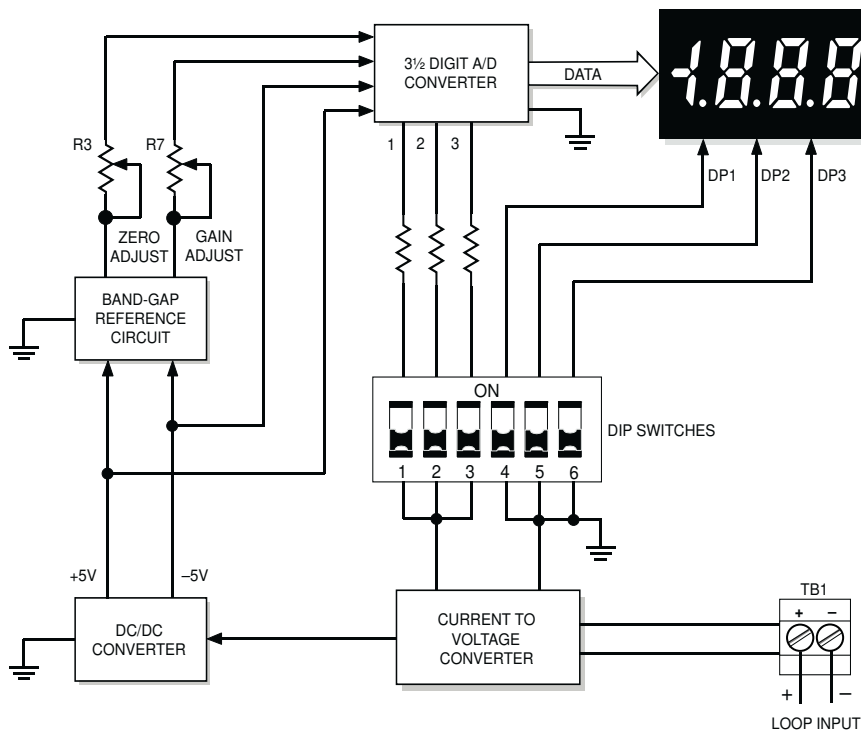 3½ DIGIT A/D
CONVERTER
DATA
-1.8.8.8
R3
R7
1
2
3
DP1
DP2
DP3
ZERO
ADJUST
GAIN
ADJUST
BAND-GAP
REFERENCE
CIRCUIT
ON
DIP SWITCHES
1
2
3
4
5
6
+5V
–5V
TB1
+
–
DC/DC
CONVERTER
CURRENT TO
VOLTAGE
CONVERTER
+
–
LOOP INPUT